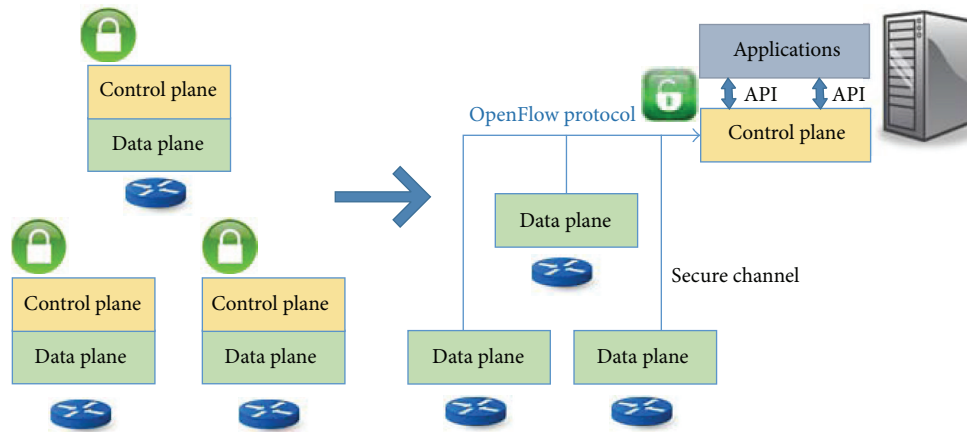 Control plane
Data plane
Control plane
Data plane
Control plane
Data plane
Applications
API
API
OpenFlow protocol
Control plane
Data plane
Secure channel
Data plane
Data plane